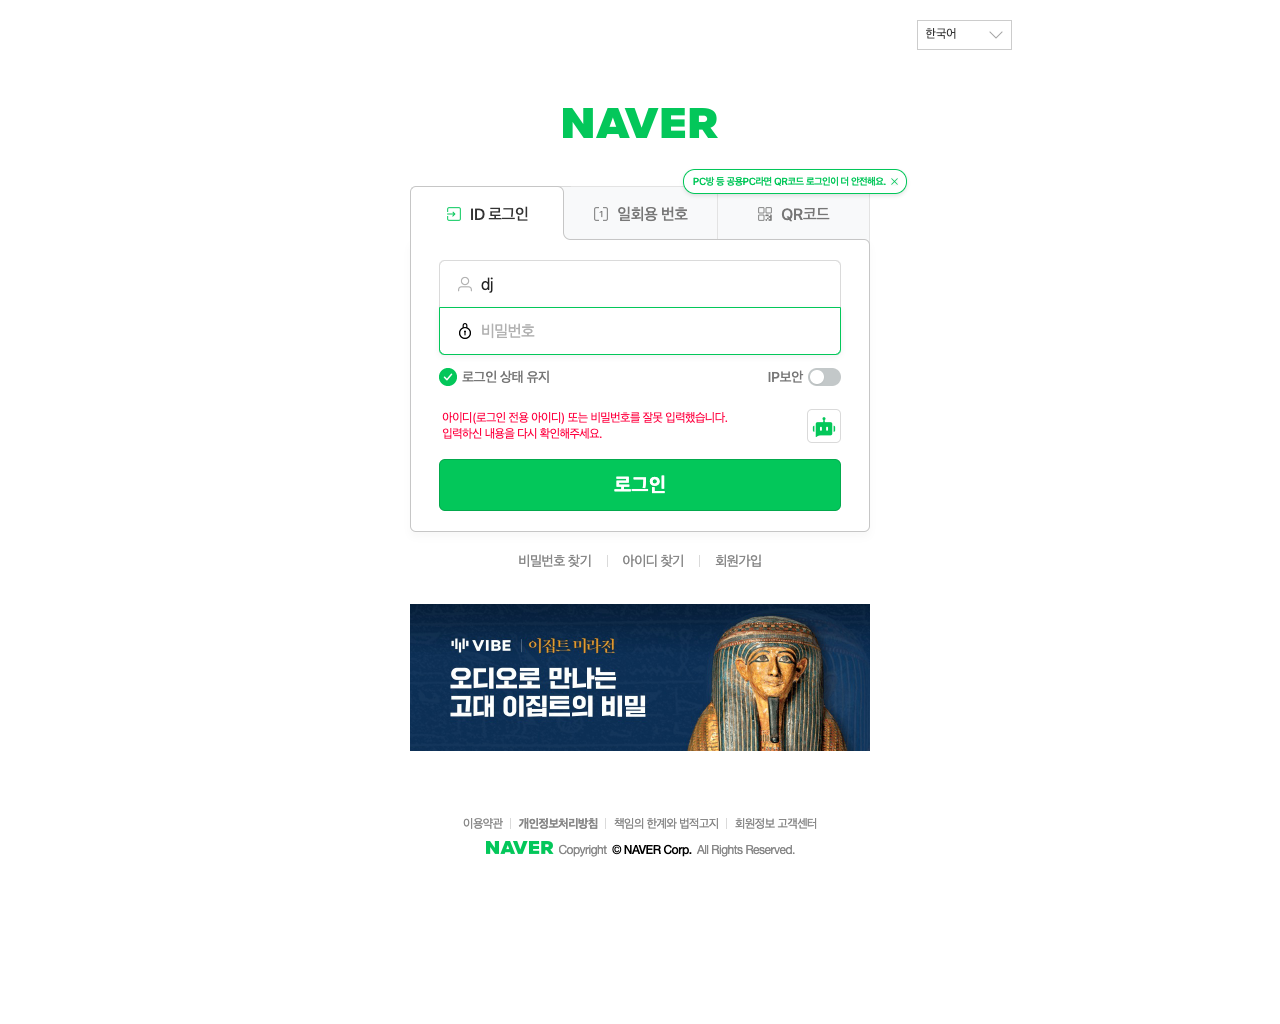 한국어
NAVER
PC방 등 공용PC라면 QR코드 로그인이 더 안전해요.
ID 로그인
일회용 번호
QR코드
dj
비밀번호
로그인 상태 유지
IP보안
아이디(로그인 전용 아이디) 또는 비밀번호를 잘못 입력했습니다.
입력하신 내용을 다시 확인해주세요.
로그인
비밀번호 찾기 아이디 찾기 회원가입
VIBE 이집트 미라전
오디오로 만나는
고대 이집트의 비밀
이용약관 개인정보처리방침 책임의 한계와 법적고지 회원정보 고객센터
NAVER Copyright © NAVER Corp. All Rights Reserved.